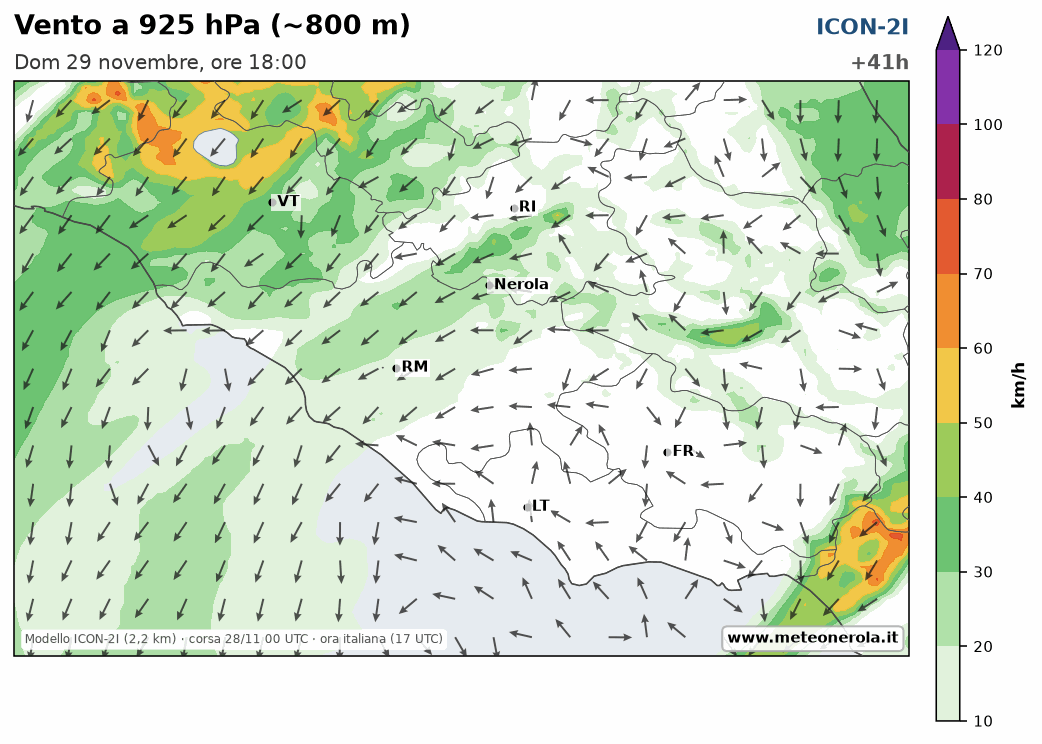 Vento a 925 hPa (~800 m)
ICON-2I
Dom 29 novembre, ore 18:00
+41h
VT
RI
Nerola
RM
FR
LT
Modello ICON-2I (2,2 km) · corsa 28/11 00 UTC · ora italiana (17 UTC)
www.meteonerola.it
120
100
80
70
60
50
40
30
20
10
km/h